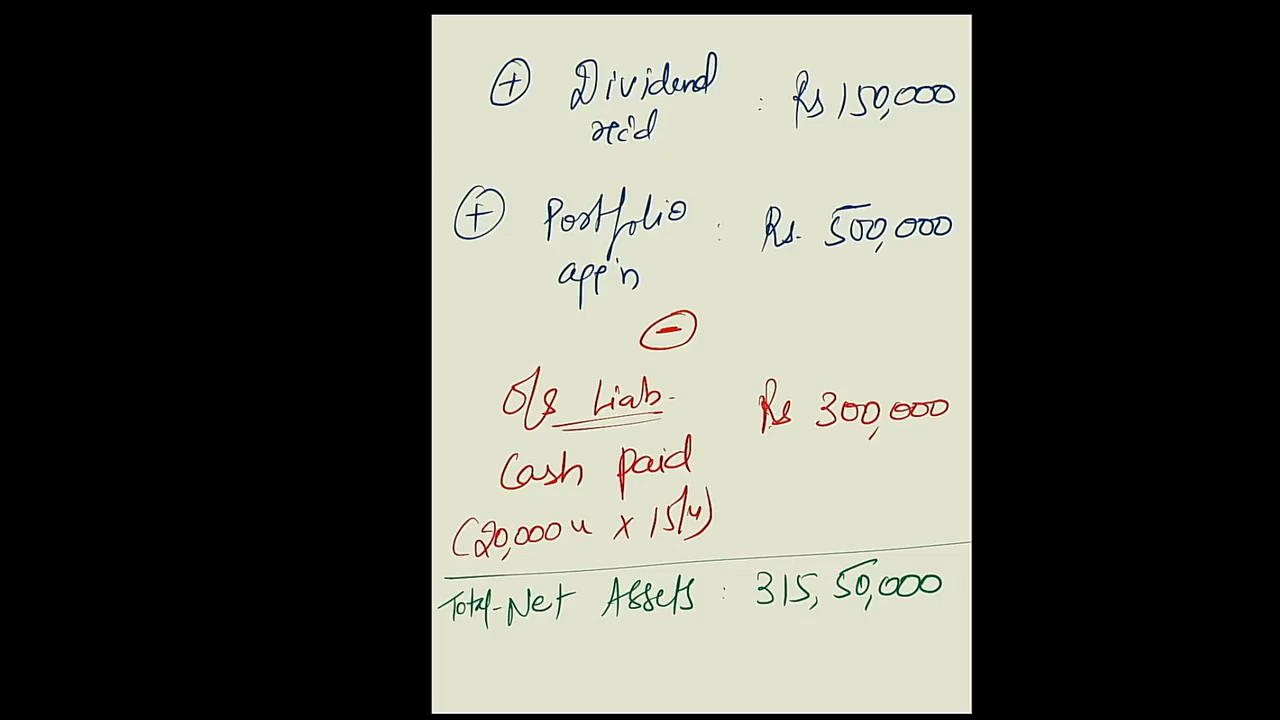 + Dividend : Rs 150,000
rec'd
+ Portfolio : Rs. 500,000
app'n
-
O/s Liab. Rs 300,000
Cash paid
(20,000 u x 15/u)
Total Net Assets : 315,50,000